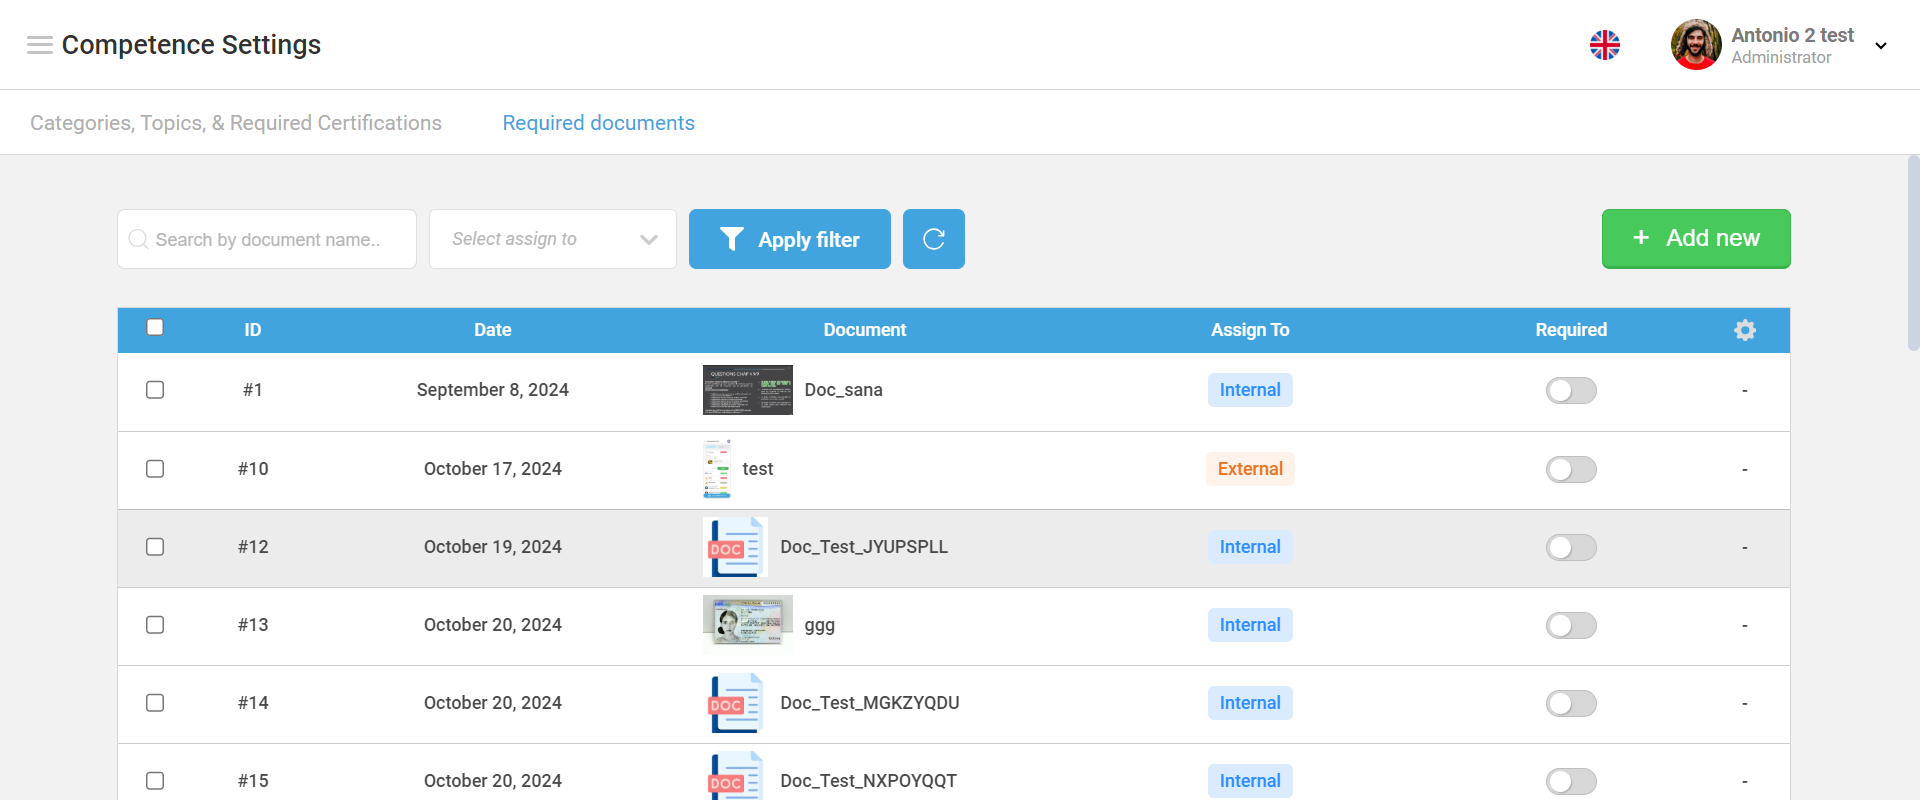 Competence Settings
Antonio 2 test
Administrator
Categories, Topics, & Required Certifications
Required documents
Search by document name..
Select assign to
Apply filter
+ Add new
ID Date Document Assign To Required
#1 September 8, 2024 QUESTIONS CHAP Doc_sana Internal -
#10 October 17, 2024 test External -
#12 October 19, 2024 DOC Doc_Test_JYUPSPLL Internal -
#13 October 20, 2024 ggg Internal -
#14 October 20, 2024 DOC Doc_Test_MGKZYQDU Internal -
#15 October 20, 2024 DOC Doc_Test_NXPOYQQT Internal -